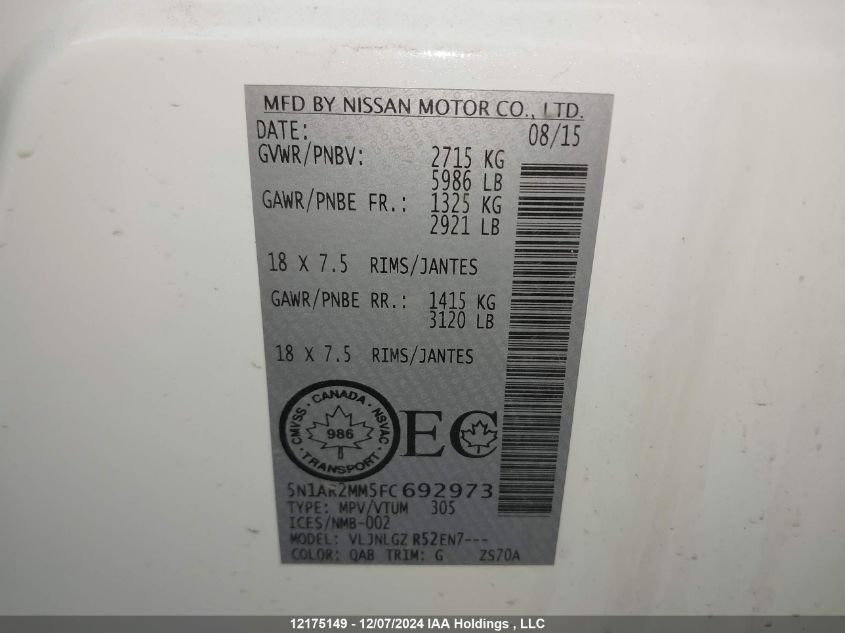 MFD BY NISSAN MOTOR CO., LTD.
DATE: 08/15
GVWR/PNBV: 2715 KG
5986 LB
GAWR/PNBE FR.: 1325 KG
2921 LB
18 X 7.5 RIMS/JANTES
GAWR/PNBE RR.: 1415 KG
3120 LB
18 X 7.5 RIMS/JANTES
CMVSS · CANADA · NSVAC · TRANSPORT
986
EC
5N1AR2MM5FC692973
TYPE: MPV/VTUM 305
ICES/NMB-002
MODEL: VLJNLGZ R52EN7---
COLOR: QAB TRIM: G ZS70A
12175149 - 12/07/2024 IAA Holdings , LLC